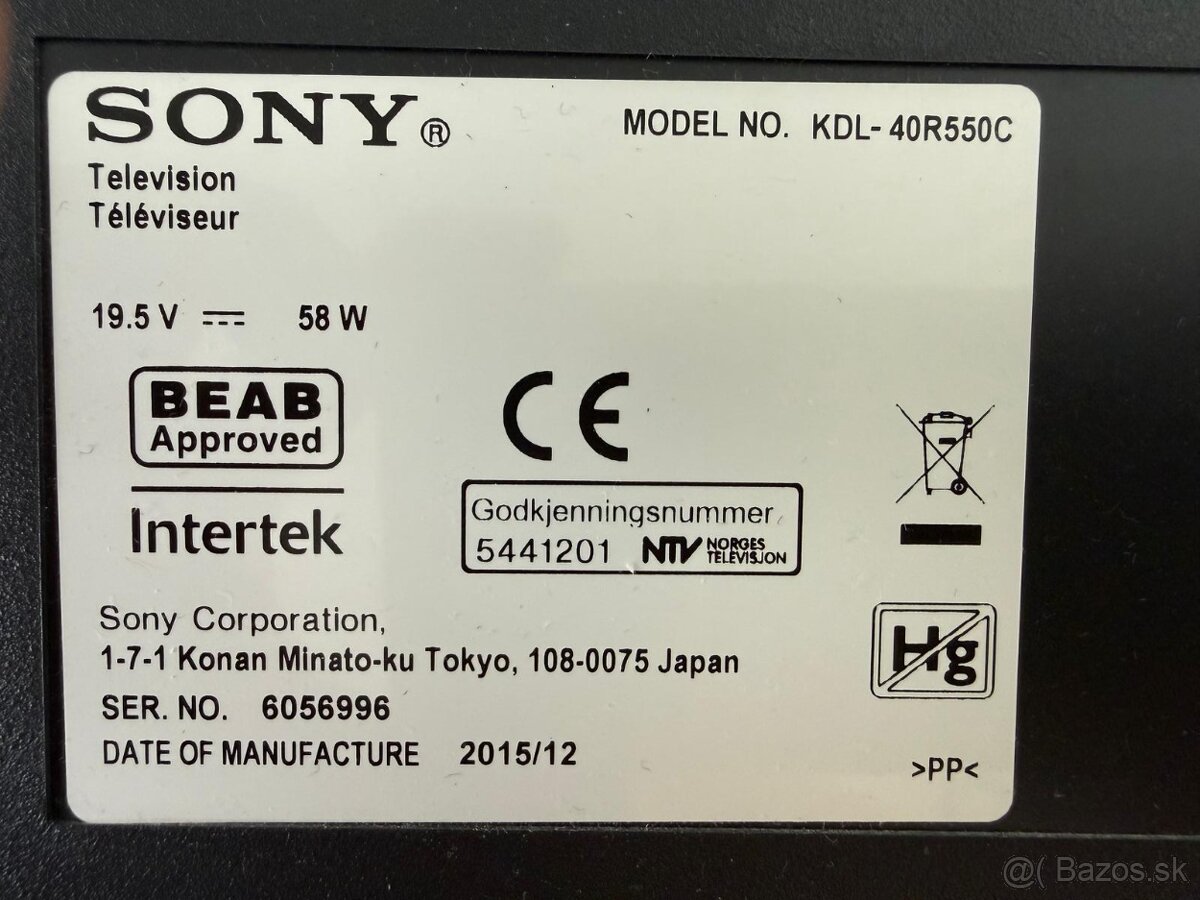 SONY®
MODEL NO. KDL-40R550C
Television
Téléviseur
19.5 V ⎓ 58 W
BEAB
Approved
Intertek
CE
Godkjenningsnummer
5441201 NTV NORGES TELEVISJON
Hg
Sony Corporation,
1-7-1 Konan Minato-ku Tokyo, 108-0075 Japan
SER. NO. 6056996
DATE OF MANUFACTURE 2015/12
>PP<
@( Bazos.sk